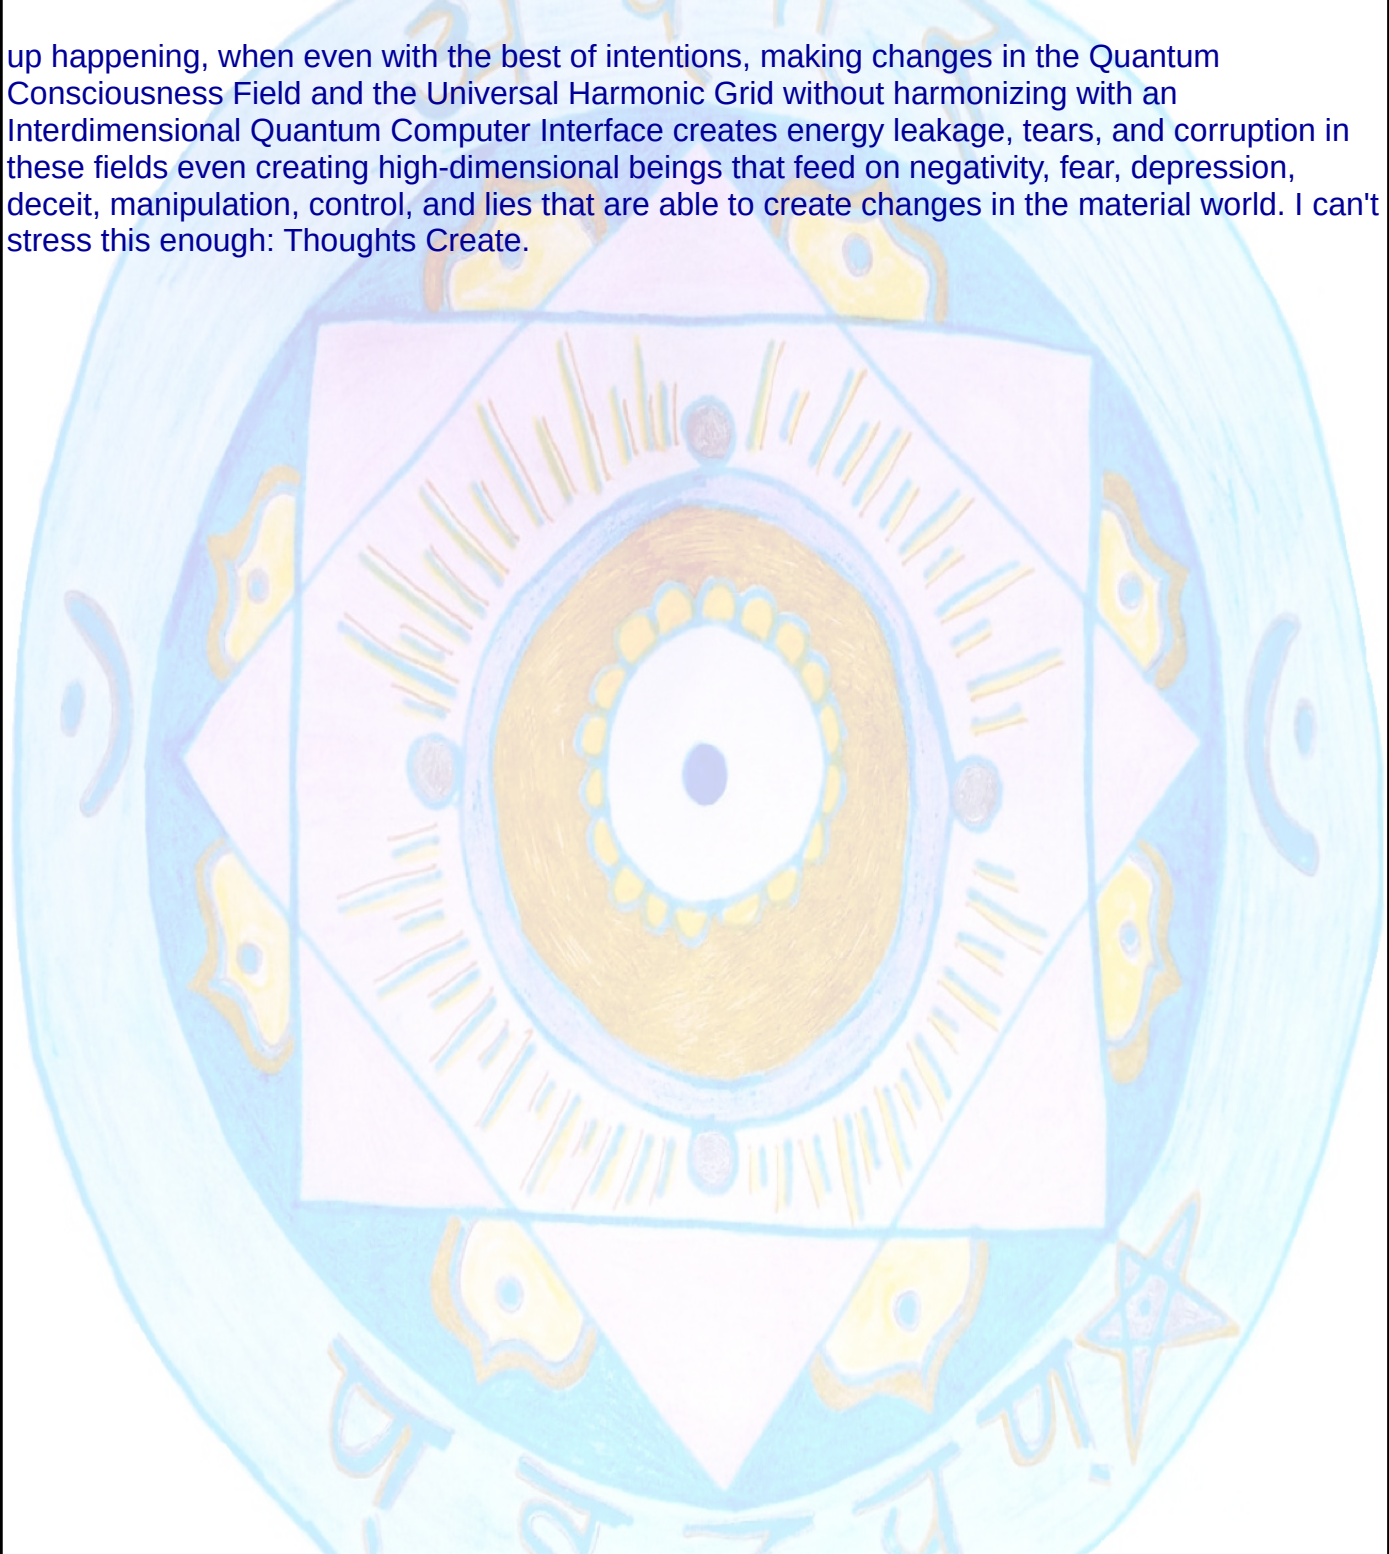 up happening, when even with the best of intentions, making changes in the Quantum
Consciousness Field and the Universal Harmonic Grid without harmonizing with an
Interdimensional Quantum Computer Interface creates energy leakage, tears, and corruption in
these fields even creating high-dimensional beings that feed on negativity, fear, depression,
deceit, manipulation, control, and lies that are able to create changes in the material world. I can't
stress this enough: Thoughts Create.